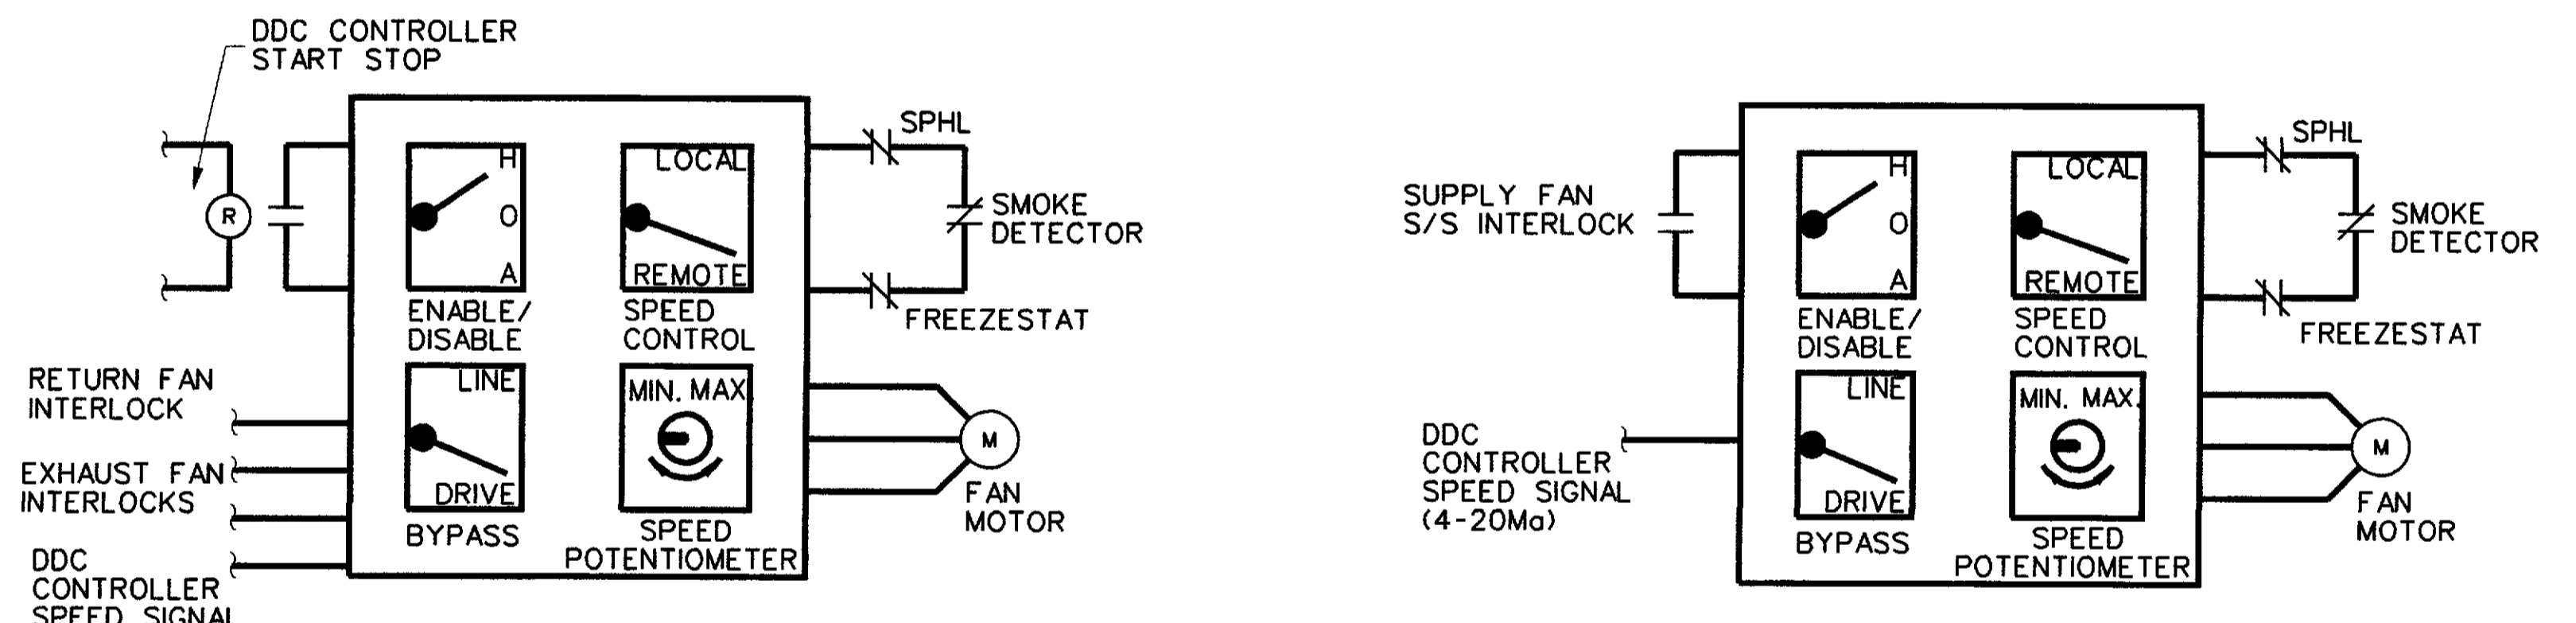 DDC CONTROLLER
START STOP
R
H
O
A
ENABLE/
DISABLE
LOCAL
REMOTE
SPEED
CONTROL
SPHL
SMOKE
DETECTOR
FREEZESTAT
RETURN FAN
INTERLOCK
EXHAUST FAN
INTERLOCKS
DDC
CONTROLLER
SPEED SIGNAL
LINE
DRIVE
BYPASS
MIN. MAX
SPEED
POTENTIOMETER
M
FAN
MOTOR
SUPPLY FAN
S/S INTERLOCK
H
O
A
ENABLE/
DISABLE
LOCAL
REMOTE
SPEED
CONTROL
SPHL
SMOKE
DETECTOR
FREEZESTAT
DDC
CONTROLLER
SPEED SIGNAL
(4-20Ma)
LINE
DRIVE
BYPASS
MIN. MAX.
SPEED
POTENTIOMETER
M
FAN
MOTOR